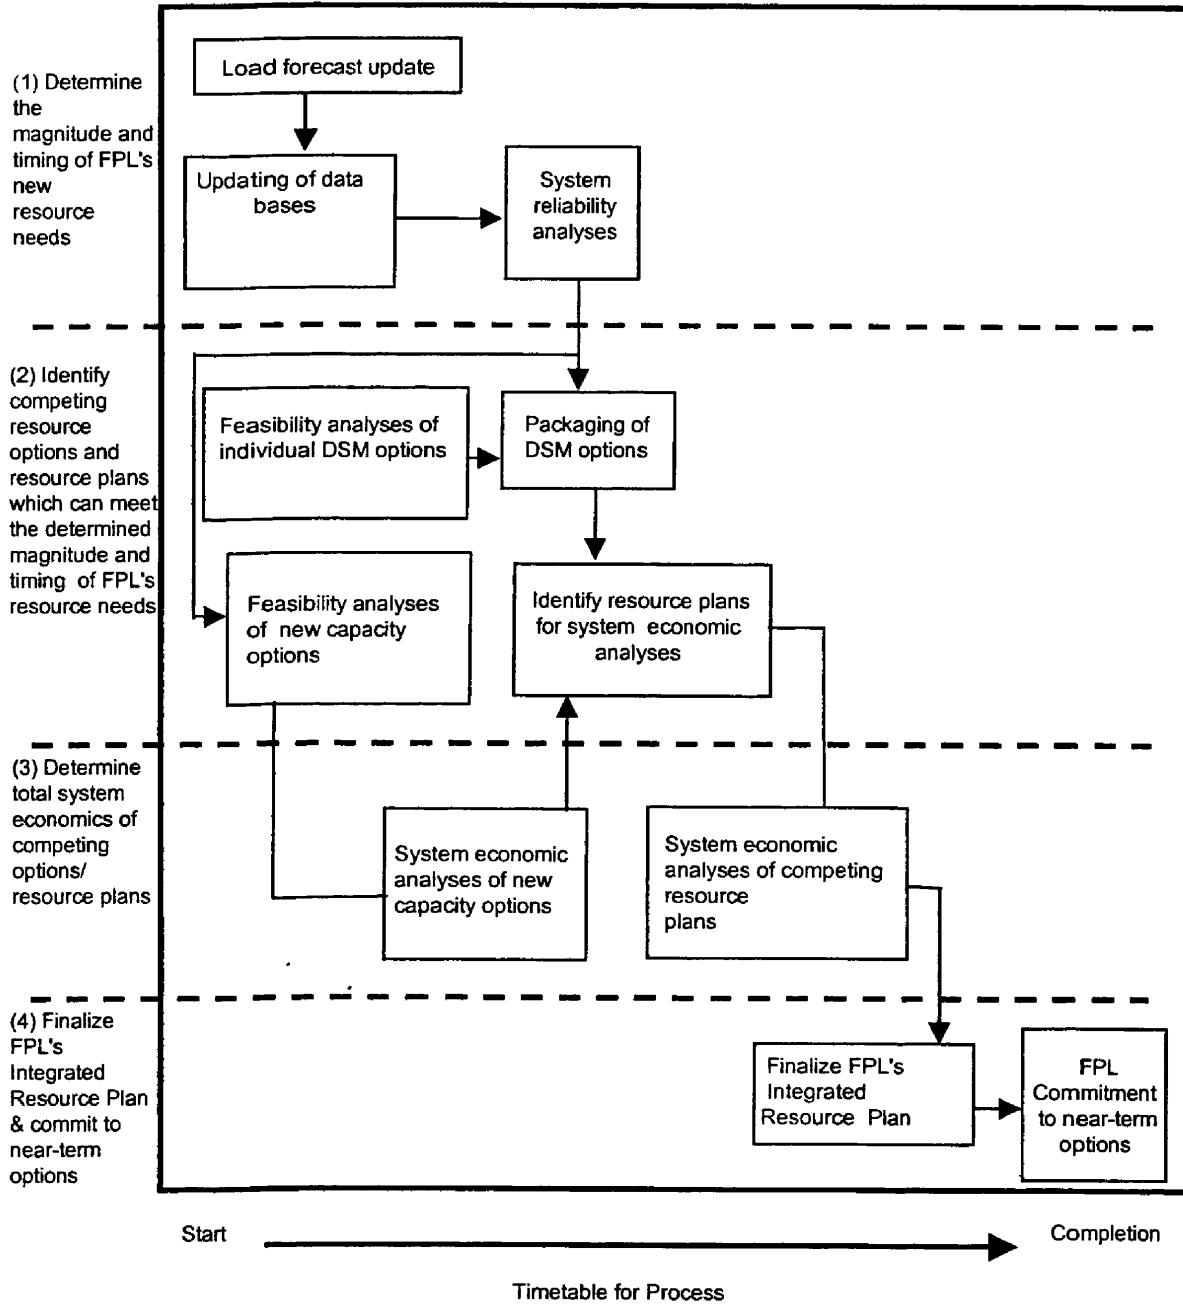 (1) Determine
the
magnitude and
timing of FPL's
new
resource
needs
Load forecast update
Updating of data
bases
System
reliability
analyses
(2) Identify
competing
resource
options and
resource plans
which can meet
the determined
magnitude and
timing of FPL's
resource needs
Feasibility analyses of
individual DSM options
Packaging of
DSM options
Feasibility analyses
of new capacity
options
Identify resource plans
for system economic
analyses
(3) Determine
total system
economics of
competing
options/
resource plans
System economic
analyses of new
capacity options
System economic
analyses of competing
resource
plans
(4) Finalize
FPL's
Integrated
Resource Plan
& commit to
near-term
options
Finalize FPL's
Integrated
Resource Plan
FPL
Commitment
to near-term
options
Start
Completion
Timetable for Process